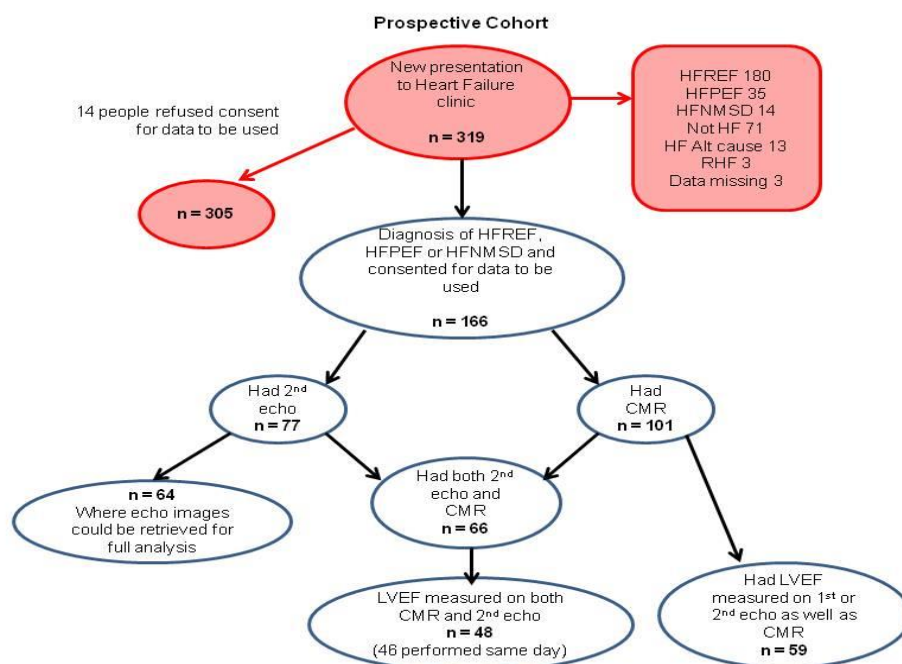 Prospective Cohort
New presentation
to Heart Failure
clinic
n = 319
14 people refused consent
for data to be used
n = 305
HFREF 180
HFPEF 35
HFNMSD 14
Not HF 71
HF Alt cause 13
RHF 3
Data missing 3
Diagnosis of HFREF,
HFPEF or HFNMSD and
consented for data to be
used
n = 166
Had 2nd
echo
n = 77
Had
CMR
n = 101
n = 64
Where echo images
could be retrieved for
full analysis
Had both 2nd
echo and
CMR
n = 66
LVEF measured on both
CMR and 2nd echo
n = 48
(46 performed same day)
Had LVEF
measured on 1st or
2nd echo as well as
CMR
n = 59